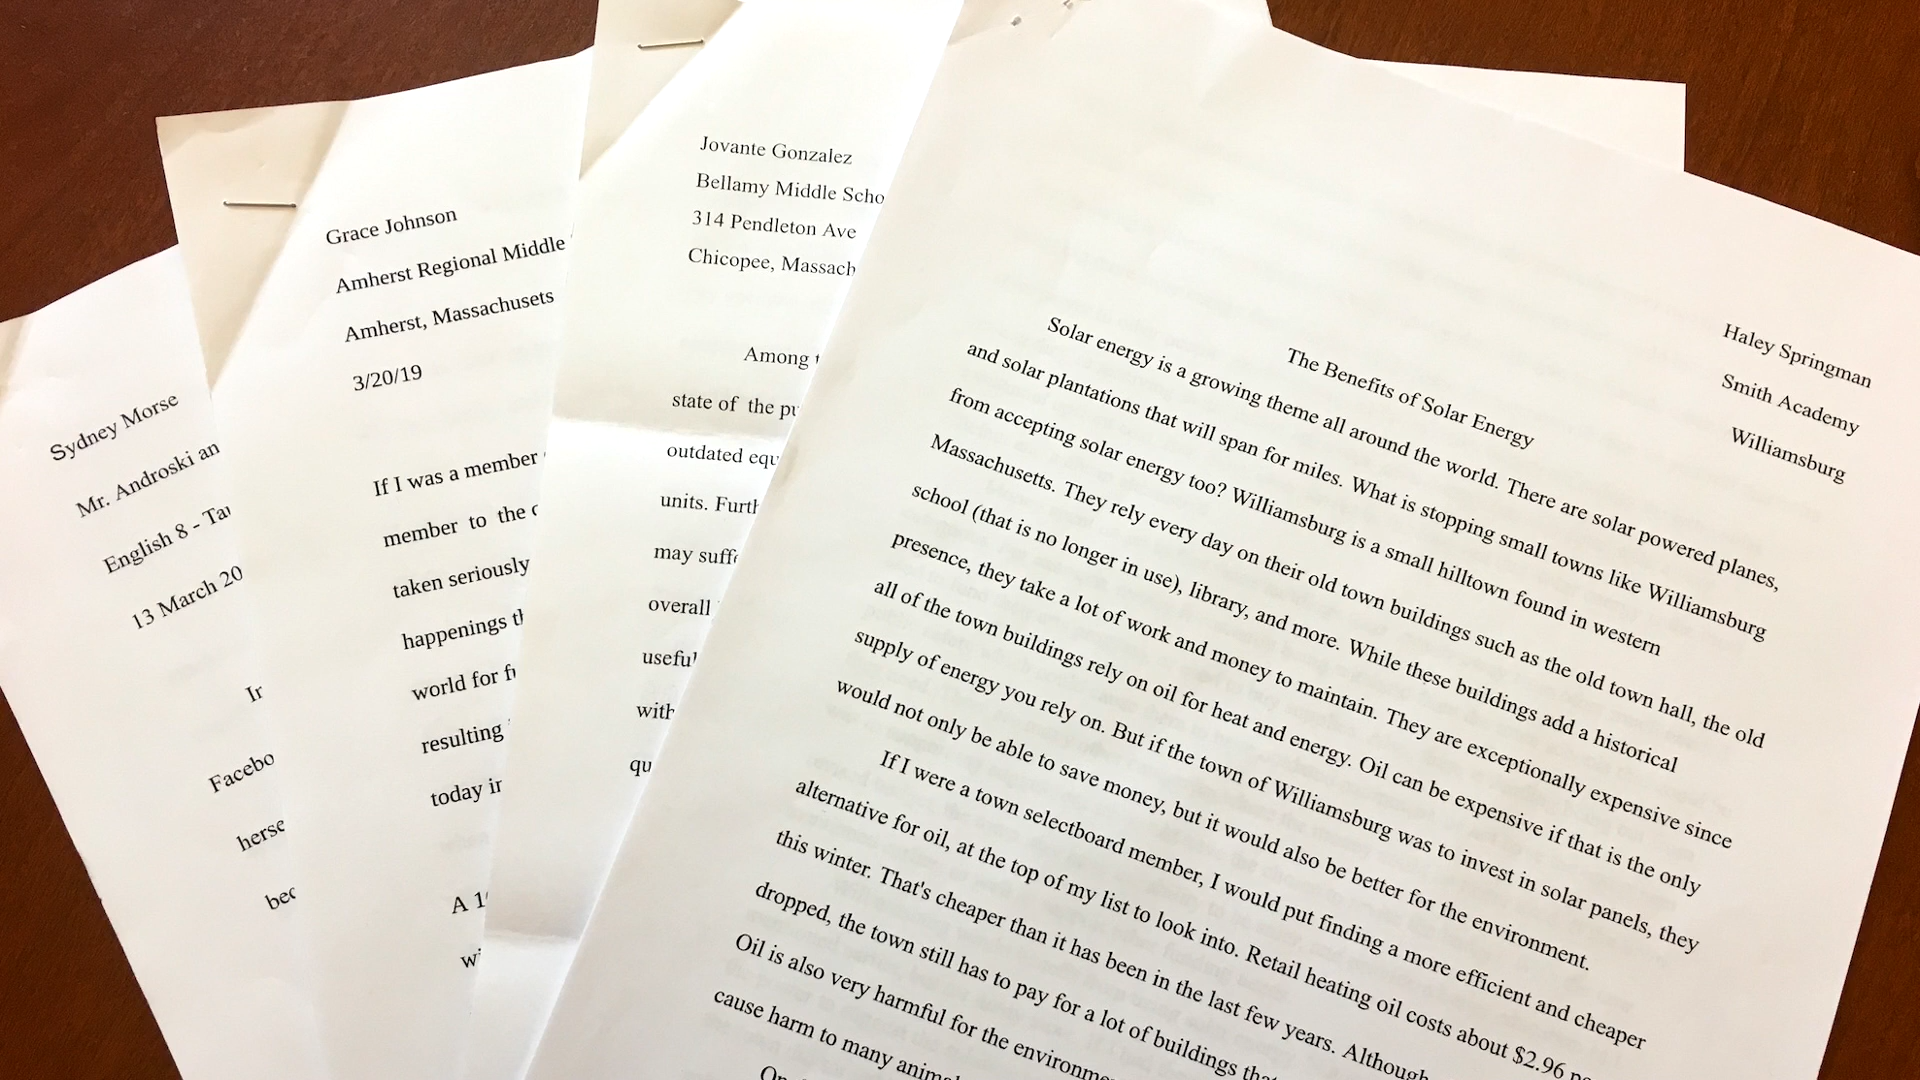 Sydney Morse
Mr. Androski an
English 8 - Ta
13 March 20
Facebo
herse
bec
Grace Johnson
Amherst Regional Middle
Amherst, Massachusets
3/20/19
If I was a member
member to the
taken seriously
happenings
world for
resulting
today in
A
Jovante Gonzalez
Bellamy Middle Scho
314 Pendleton Ave
Chicopee, Massach
Among
state of the pu
outdated equ
units. Furth
may suffe
overall
useful
with
qu
Haley Springman
Smith Academy
Williamsburg
The Benefits of Solar Energy
Solar energy is a growing theme all around the world. There are solar powered planes,
and solar plantations that will span for miles. What is stopping small towns like Williamsburg
from accepting solar energy too? Williamsburg is a small hilltown found in western
Massachusetts. They rely every day on their old town buildings such as the old town hall, the old
school (that is no longer in use), library, and more. While these buildings add a historical
presence, they take a lot of work and money to maintain. They are exceptionally expensive since
all of the town buildings rely on oil for heat and energy. Oil can be expensive if that is the only
supply of energy you rely on. But if the town of Williamsburg was to invest in solar panels, they
would not only be able to save money, but it would also be better for the environment.
If I were a town selectboard member, I would put finding a more efficient and cheaper
alternative for oil, at the top of my list to look into. Retail heating oil costs about $2.96
this winter. That's cheaper than it has been in the last few years. Although
dropped, the town still has to pay for a lot of buildings
Oil is also very harmful for the environme
cause harm to many